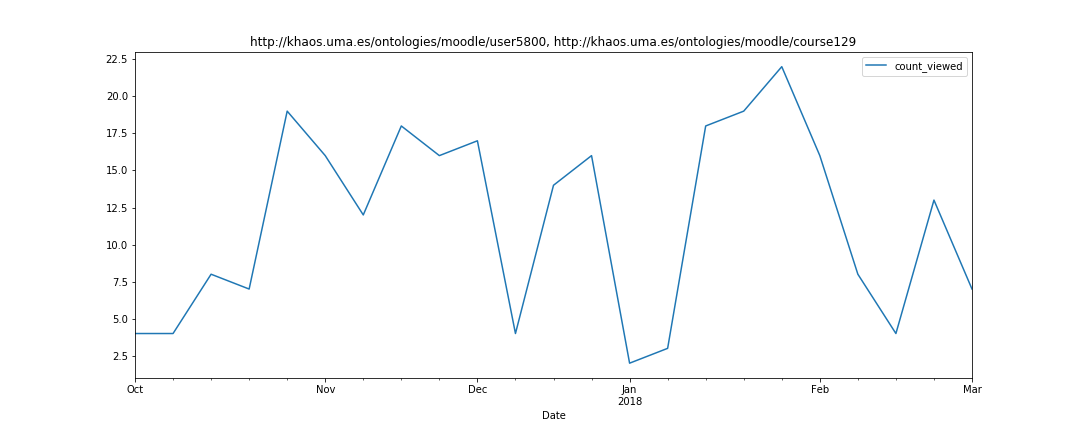 http://khaos.uma.es/ontologies/moodle/user5800, http://khaos.uma.es/ontologies/moodle/course129
count_viewed
22.5
20.0
17.5
15.0
12.5
10.0
7.5
5.0
2.5
Oct Nov Dec Jan Feb Mar
2018
Date